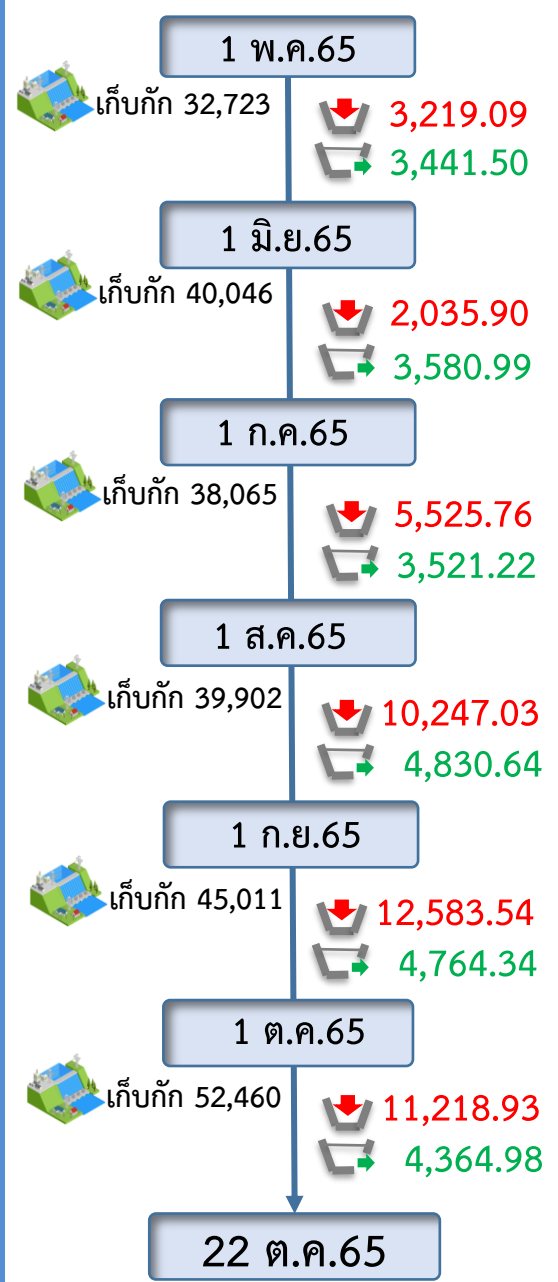 1 พ.ค.65
เก็บกัก 32,723
3,219.09
3,441.50
1 มิ.ย.65
เก็บกัก 40,046
2,035.90
3,580.99
1 ก.ค.65
เก็บกัก 38,065
5,525.76
3,521.22
1 ส.ค.65
เก็บกัก 39,902
10,247.03
4,830.64
1 ก.ย.65
เก็บกัก 45,011
12,583.54
4,764.34
1 ต.ค.65
เก็บกัก 52,460
11,218.93
4,364.98
22 ต.ค.65